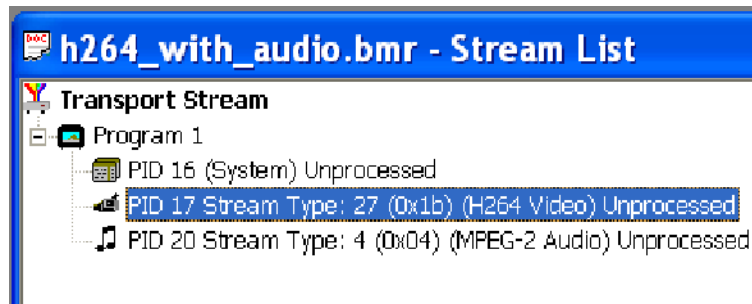 h264_with_audio.bmr - Stream List
Transport Stream
Program 1
PID 16 (System) Unprocessed
PID 17 Stream Type: 27 (0x1b) (H264 Video) Unprocessed
PID 20 Stream Type: 4 (0x04) (MPEG-2 Audio) Unprocessed